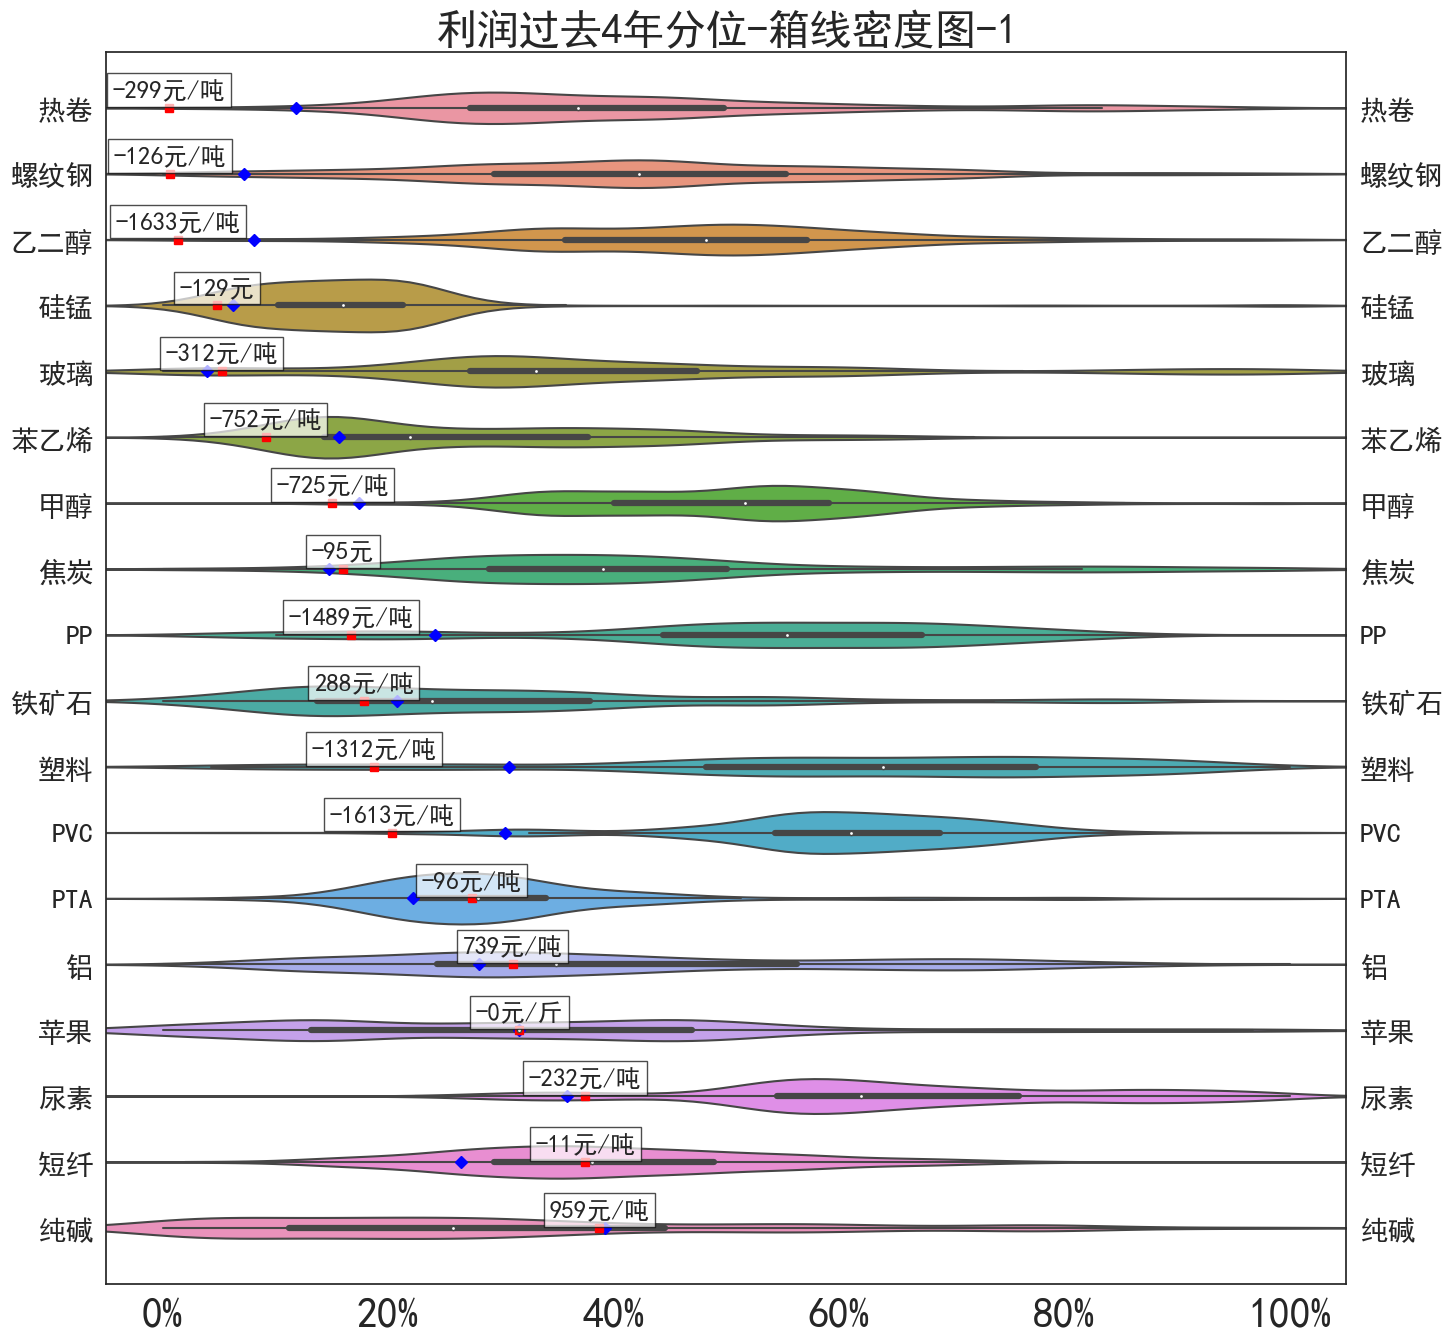 利润过去4年分位-箱线密度图-1
热卷 -299元/吨 热卷
螺纹钢 -126元/吨 螺纹钢
乙二醇 -1633元/吨 乙二醇
硅锰 -129元 硅锰
玻璃 -312元/吨 玻璃
苯乙烯 -752元/吨 苯乙烯
甲醇 -725元/吨 甲醇
焦炭 -95元 焦炭
PP -1489元/吨 PP
铁矿石 288元/吨 铁矿石
塑料 -1312元/吨 塑料
PVC -1613元/吨 PVC
PTA -96元/吨 PTA
铝 739元/吨 铝
苹果 -0元/斤 苹果
尿素 -232元/吨 尿素
短纤 -11元/吨 短纤
纯碱 959元/吨 纯碱
0% 20% 40% 60% 80% 100%